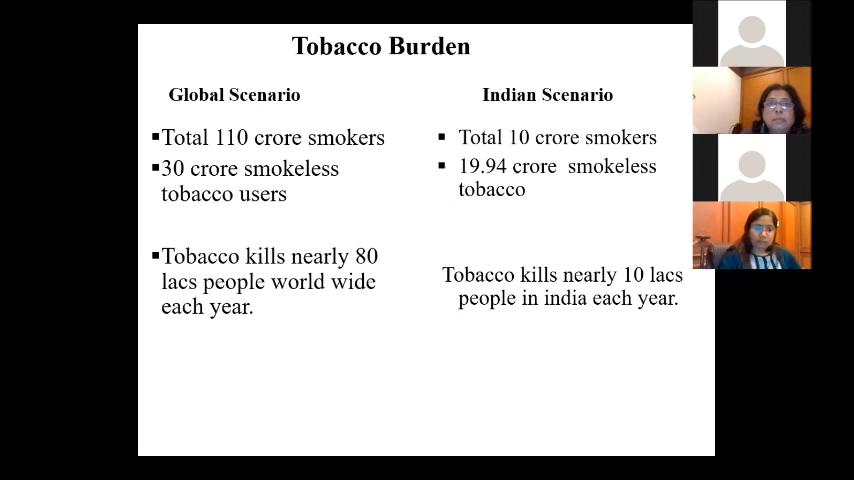 Tobacco Burden
Global Scenario
▪Total 110 crore smokers
▪30 crore smokeless
tobacco users
▪Tobacco kills nearly 80
lacs people world wide
each year.
Indian Scenario
▪ Total 10 crore smokers
▪ 19.94 crore smokeless
tobacco
Tobacco kills nearly 10 lacs
people in india each year.